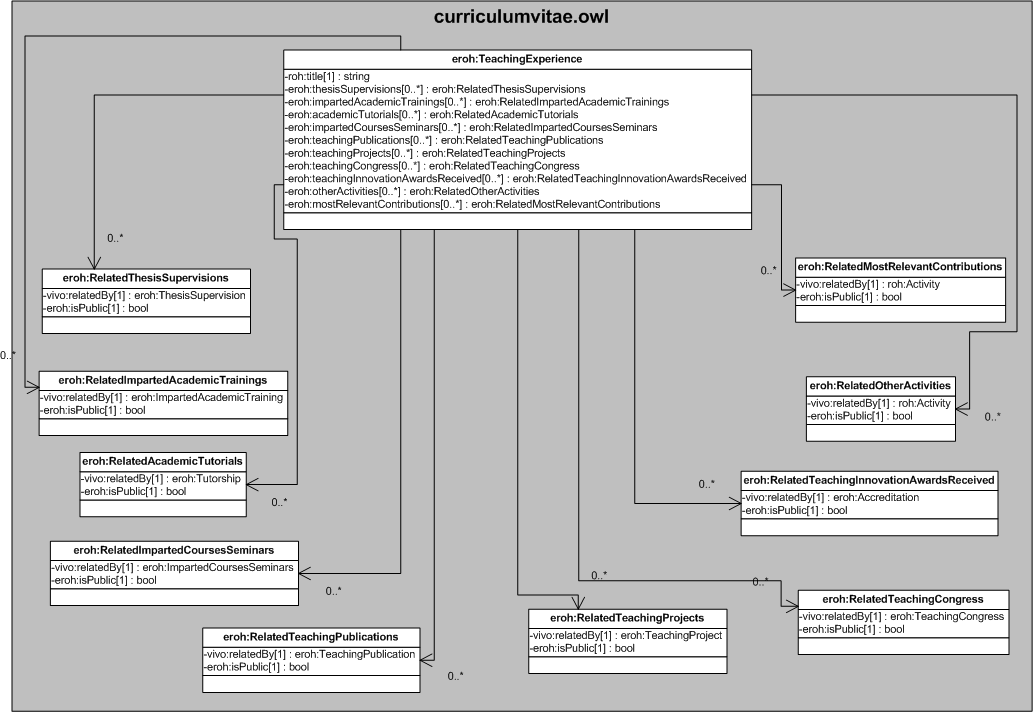 curriculumvitae.owl
eroh:TeachingExperience
-roh:title[1] : string
-eroh:thesisSupervisions[0..*] : eroh:RelatedThesisSupervisions
-eroh:impartedAcademicTrainings[0..*] : eroh:RelatedImpartedAcademicTrainings
-eroh:academicTutorials[0..*] : eroh:RelatedAcademicTutorials
-eroh:impartedCoursesSeminars[0..*] : eroh:RelatedImpartedCoursesSeminars
-eroh:teachingPublications[0..*] : eroh:RelatedTeachingPublications
-eroh:teachingProjects[0..*] : eroh:RelatedTeachingProjects
-eroh:teachingCongress[0..*] : eroh:RelatedTeachingCongress
-eroh:teachingInnovationAwardsReceived[0..*] : eroh:RelatedTeachingInnovationAwardsReceived
-eroh:otherActivities[0..*] : eroh:RelatedOtherActivities
-eroh:mostRelevantContributions[0..*] : eroh:RelatedMostRelevantContributions
0..*
eroh:RelatedThesisSupervisions
-vivo:relatedBy[1] : eroh:ThesisSupervision
-eroh:isPublic[1] : bool
0..*
eroh:RelatedMostRelevantContributions
-vivo:relatedBy[1] : roh:Activity
-eroh:isPublic[1] : bool
0..*
eroh:RelatedImpartedAcademicTrainings
-vivo:relatedBy[1] : eroh:ImpartedAcademicTraining
-eroh:isPublic[1] : bool
eroh:RelatedOtherActivities
-vivo:relatedBy[1] : roh:Activity
-eroh:isPublic[1] : bool
0..*
eroh:RelatedAcademicTutorials
-vivo:relatedBy[1] : eroh:Tutorship
-eroh:isPublic[1] : bool
0..*
0..*
eroh:RelatedTeachingInnovationAwardsReceived
-vivo:relatedBy[1] : eroh:Accreditation
-eroh:isPublic[1] : bool
eroh:RelatedImpartedCoursesSeminars
-vivo:relatedBy[1] : eroh:ImpartedCoursesSeminars
-eroh:isPublic[1] : bool
0..*
0..*
0..*
eroh:RelatedTeachingCongress
-vivo:relatedBy[1] : eroh:TeachingCongress
-eroh:isPublic[1] : bool
eroh:RelatedTeachingProjects
-vivo:relatedBy[1] : eroh:TeachingProject
-eroh:isPublic[1] : bool
eroh:RelatedTeachingPublications
-vivo:relatedBy[1] : eroh:TeachingPublication
-eroh:isPublic[1] : bool
0..*